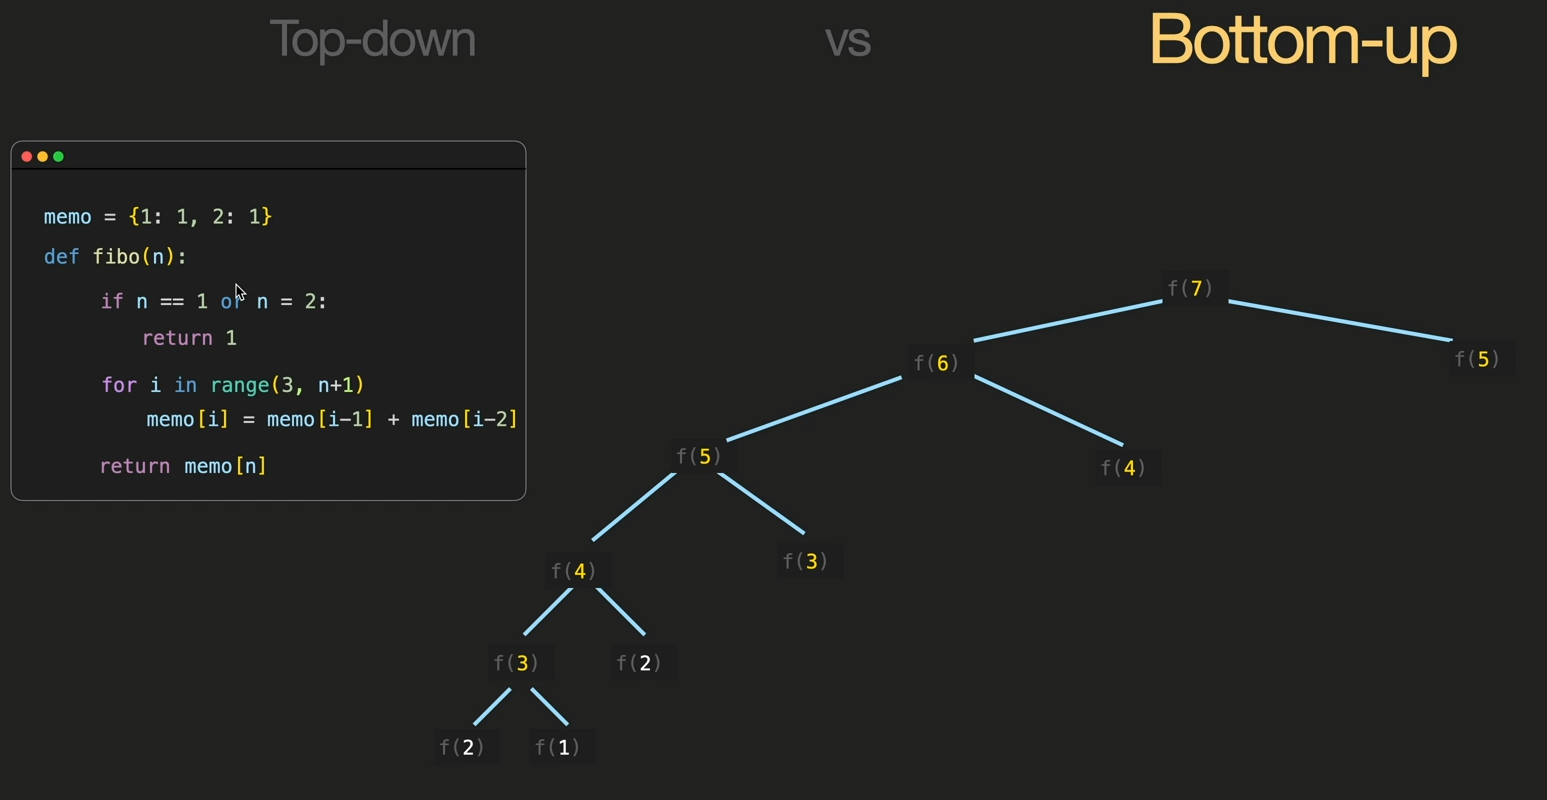 Top-down vs Bottom-up
memo = {1: 1, 2: 1}
def fibo(n):
if n == 1 or n = 2:
return 1
for i in range(3, n+1)
memo[i] = memo[i-1] + memo[i-2]
return memo[n]
f(7)
f(6) f(5)
f(5) f(4)
f(4) f(3)
f(3) f(2)
f(2) f(1)